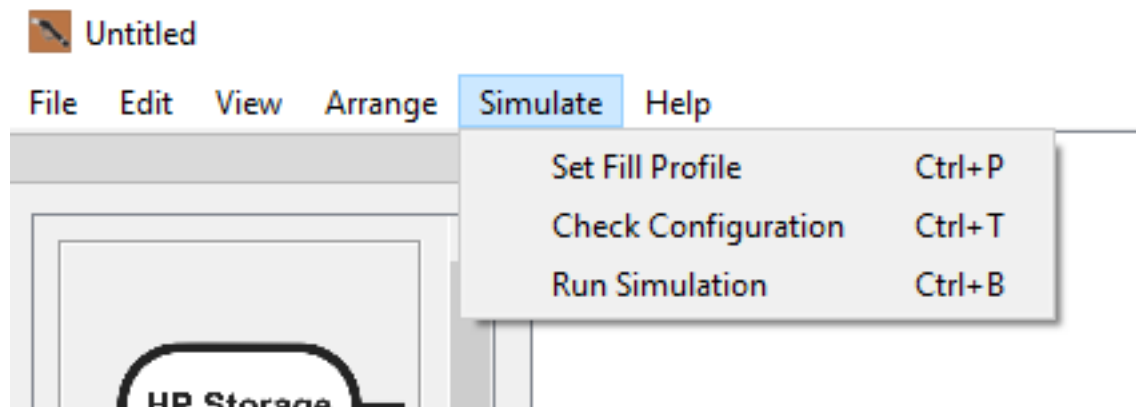 Untitled
File Edit View Arrange Simulate Help
Set Fill Profile Ctrl+P
Check Configuration Ctrl+T
Run Simulation Ctrl+B
HP Storage